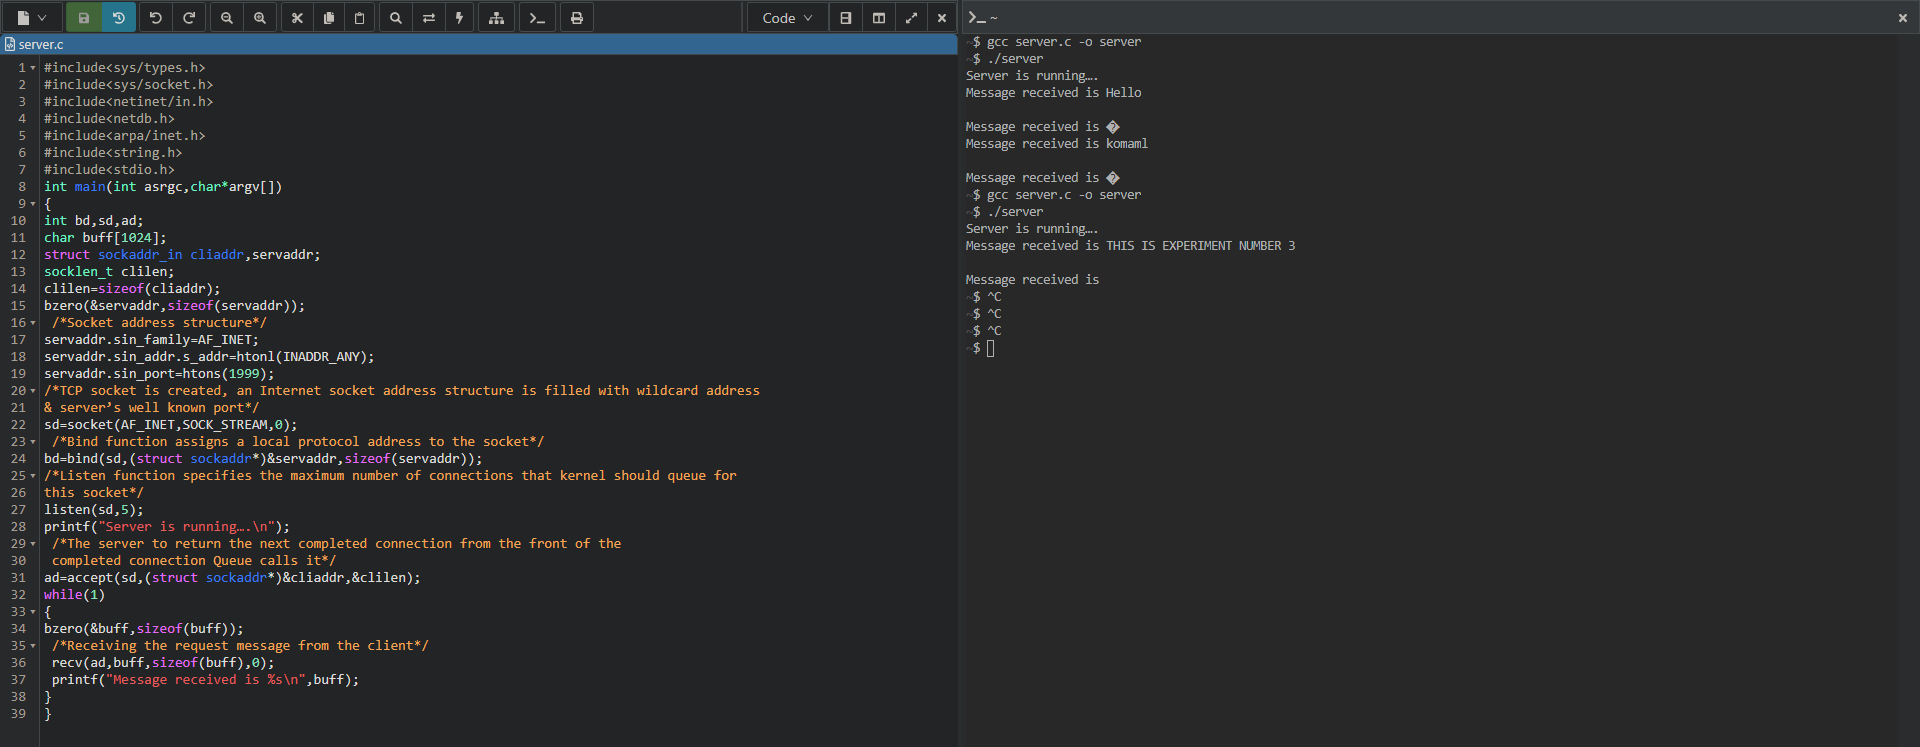 Code
~
server.c
1 #include<sys/types.h>
2 #include<sys/socket.h>
3 #include<netinet/in.h>
4 #include<netdb.h>
5 #include<arpa/inet.h>
6 #include<string.h>
7 #include<stdio.h>
8 int main(int asrgc,char*argv[])
9 {
10 int bd,sd,ad;
11 char buff[1024];
12 struct sockaddr_in cliaddr,servaddr;
13 socklen_t clilen;
14 clilen=sizeof(cliaddr);
15 bzero(&servaddr,sizeof(servaddr));
16 /*Socket address structure*/
17 servaddr.sin_family=AF_INET;
18 servaddr.sin_addr.s_addr=htonl(INADDR_ANY);
19 servaddr.sin_port=htons(1999);
20 /*TCP socket is created, an Internet socket address structure is filled with wildcard address
21 & server’s well known port*/
22 sd=socket(AF_INET,SOCK_STREAM,0);
23 /*Bind function assigns a local protocol address to the socket*/
24 bd=bind(sd,(struct sockaddr*)&servaddr,sizeof(servaddr));
25 /*Listen function specifies the maximum number of connections that kernel should queue for
26 this socket*/
27 listen(sd,5);
28 printf("Server is running….\n");
29 /*The server to return the next completed connection from the front of the
30 completed connection Queue calls it*/
31 ad=accept(sd,(struct sockaddr*)&cliaddr,&clilen);
32 while(1)
33 {
34 bzero(&buff,sizeof(buff));
35 /*Receiving the request message from the client*/
36 recv(ad,buff,sizeof(buff),0);
37 printf("Message received is %s\n",buff);
38 }
39 }
~$ gcc server.c -o server
~$ ./server
Server is running….
Message received is Hello
Message received is �
Message received is komaml
Message received is �
~$ gcc server.c -o server
~$ ./server
Server is running….
Message received is THIS IS EXPERIMENT NUMBER 3
Message received is
~$ ^C
~$ ^C
~$ ^C
~$